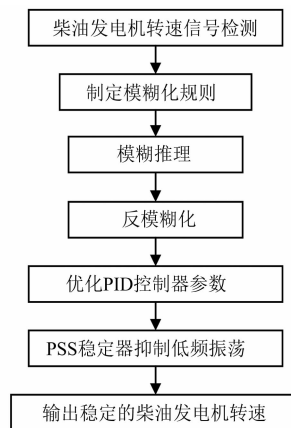 柴油发电机转速信号检测
制定模糊化规则
模糊推理
反模糊化
优化PID控制器参数
PSS稳定器抑制低频振荡
输出稳定的柴油发电机转速